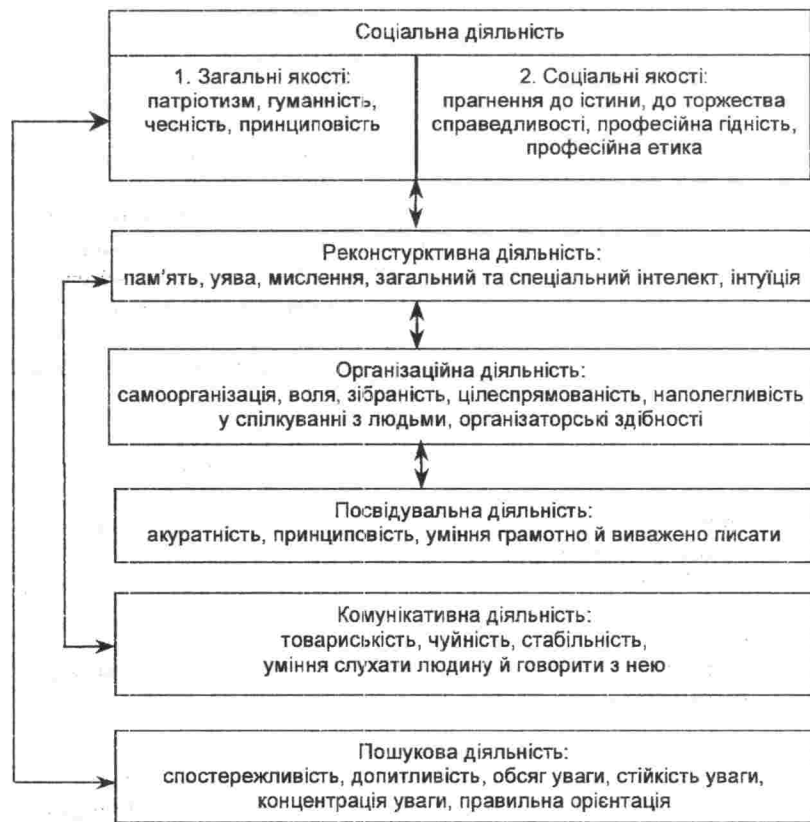 Соціальна діяльність
1. Загальні якості:
патріотизм, гуманність,
чесність, принциповість
2. Соціальні якості:
прагнення до істини, до торжества
справедливості, професійна гідність,
професійна етика
Реконстурктивна діяльність:
пам'ять, уява, мислення, загальний та спеціальний інтелект, інтуїція
Організаційна діяльність:
самоорганізація, воля, зібраність, цілеспрямованість, наполегливість
у спілкуванні з людьми, організаторські здібності
Посвідувальна діяльність:
акуратність, принциповість, уміння грамотно й виважено писати
Комунікативна діяльність:
товариськість, чуйність, стабільність,
уміння слухати людину й говорити з нею
Пошукова діяльність:
спостережливість, допитливість, обсяг уваги, стійкість уваги,
концентрація уваги, правильна орієнтація